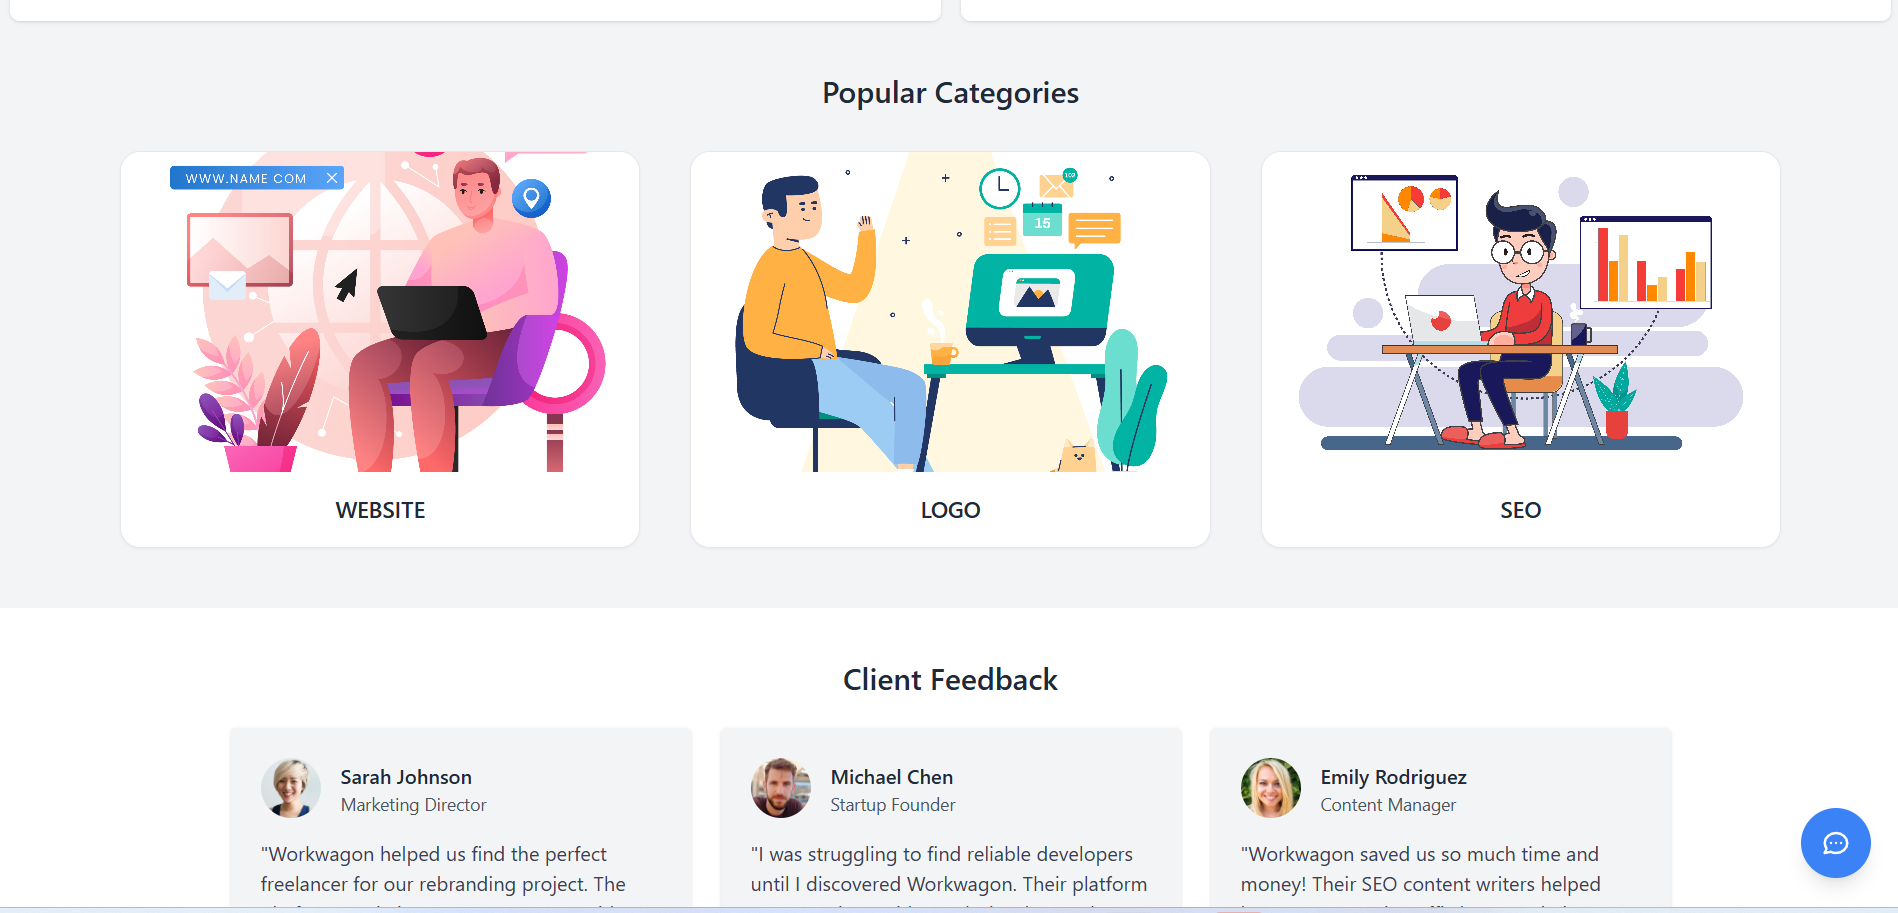 Popular Categories
WWW.NAME COM
102
15
WEBSITE
LOGO
SEO
Client Feedback
Sarah Johnson
Marketing Director
"Workwagon helped us find the perfect
freelancer for our rebranding project. The
Michael Chen
Startup Founder
"I was struggling to find reliable developers
until I discovered Workwagon. Their platform
Emily Rodriguez
Content Manager
"Workwagon saved us so much time and
money! Their SEO content writers helped